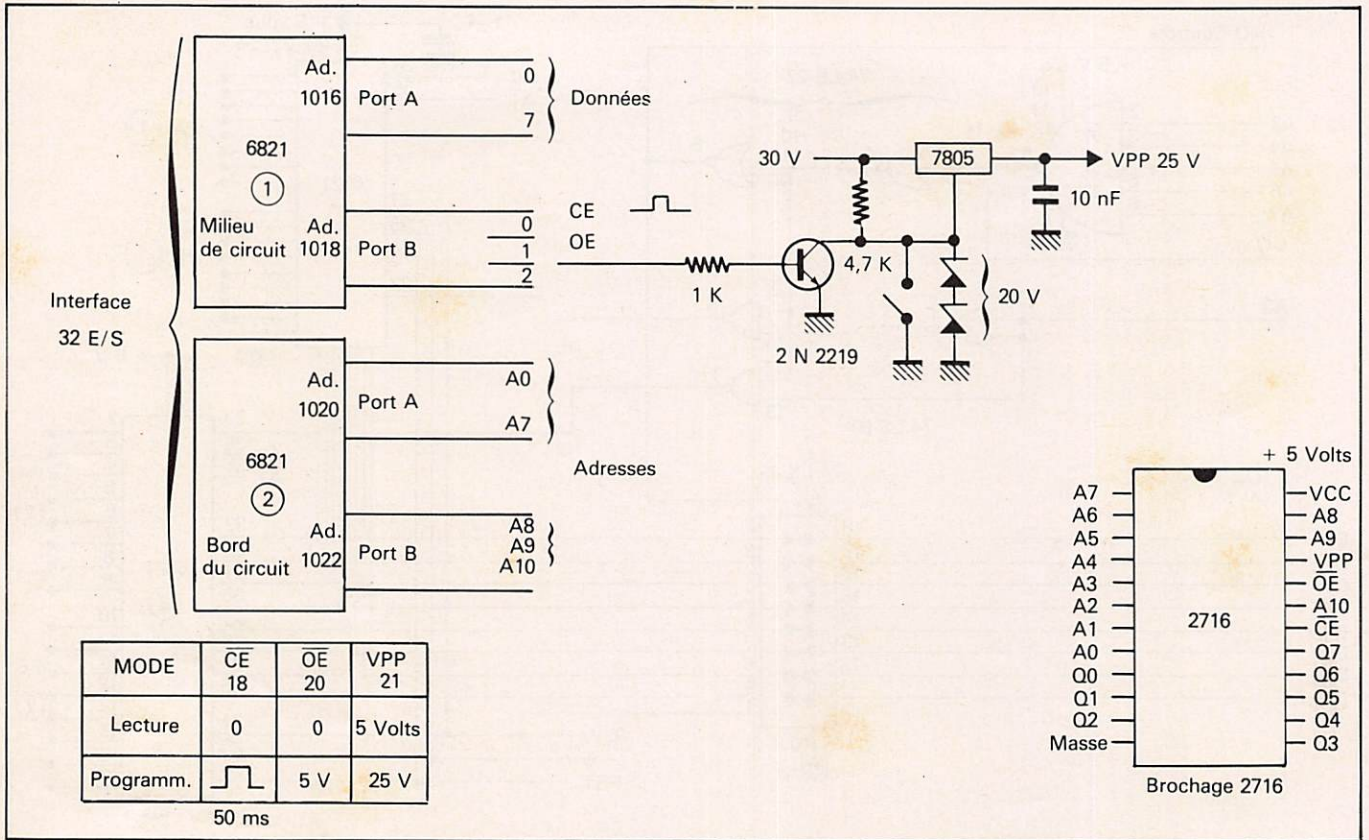 Interface
32 E/S
6821
1
Milieu
de circuit
Ad.
1016
Port A
0
7
Données
Ad.
1018
Port B
0
1
2
CE
OE
1 K
2 N 2219
4,7 K
30 V
7805
VPP 25 V
10 nF
20 V
6821
2
Bord
du circuit
Ad.
1020
Port A
A0
A7
Adresses
Ad.
1022
Port B
A8
A9
A10
MODE CE 18 OE 20 VPP 21
Lecture 0 0 5 Volts
Programm. 5 V 25 V
50 ms
+ 5 Volts
A7
A6
A5
A4
A3
A2
A1
A0
Q0
Q1
Q2
Masse
2716
VCC
A8
A9
VPP
OE
A10
CE
Q7
Q6
Q5
Q4
Q3
Brochage 2716